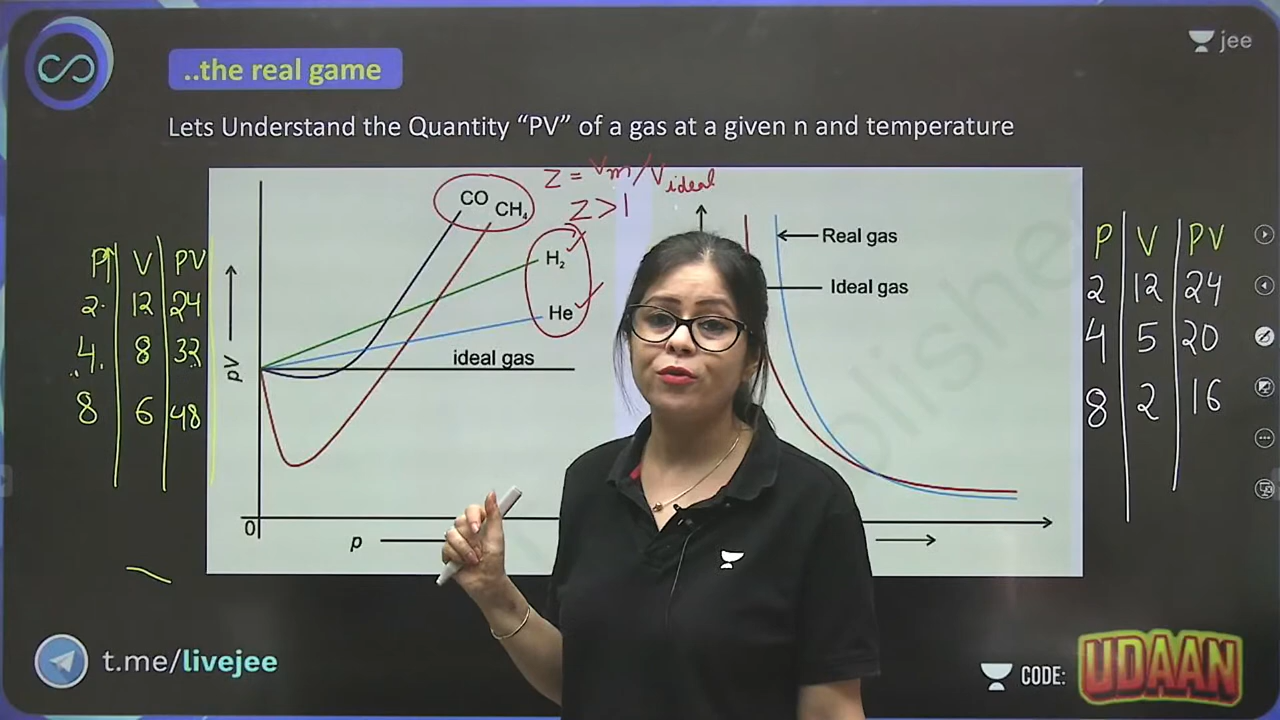 ..the real game
jee
Lets Understand the Quantity “PV” of a gas at a given n and temperature
Z = Vm/Videal
Z > 1
P V PV
2 12 24
4 8 32
8 6 48
CO
CH₄
H₂
He
ideal gas
pV
0
p
Real gas
Ideal gas
P V PV
2 12 24
4 5 20
8 2 16
t.me/livejee
CODE: UDAAN